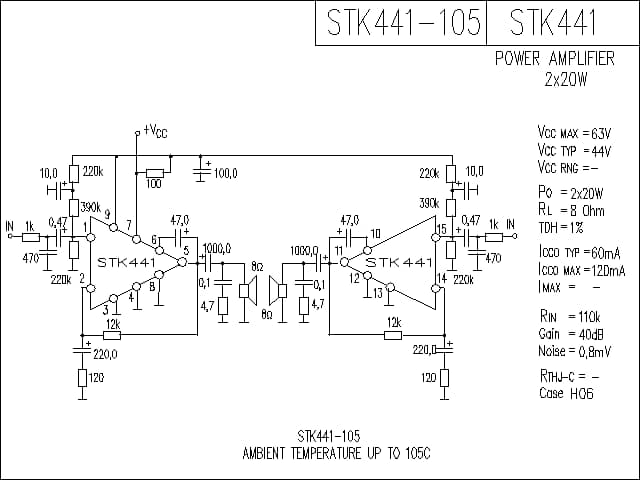 STK441-105 STK441
POWER AMPLIFIER
2x20W
+VCC
VCC MAX = 63V
VCC TYP = 44V
VCC RNG = -
PO = 2x20W
RL = 8 Ohm
TDH = 1%
ICCO TYP = 60mA
ICCO MAX = 120mA
IMAX = -
RIN = 110k
Gain = 40dB
Noise = 0,8mV
RTHJ-C = -
Case H06
10,0 220k 100 100,0 220k 10,0
390k 9 7 390k
IN 1k 0,47 1 6 47,0 47,0 10 15 0,47 1k IN
470 STK441 5 1000,0 8Ω 1000,0 11 STK441 470
220k 2 3 4 8 0,1 8Ω 0,1 12 13 14 220k
4,7 4,7
12k 12k
220,0 220,0
120 120
STK441-105
AMBIENT TEMPERATURE UP TO 105C